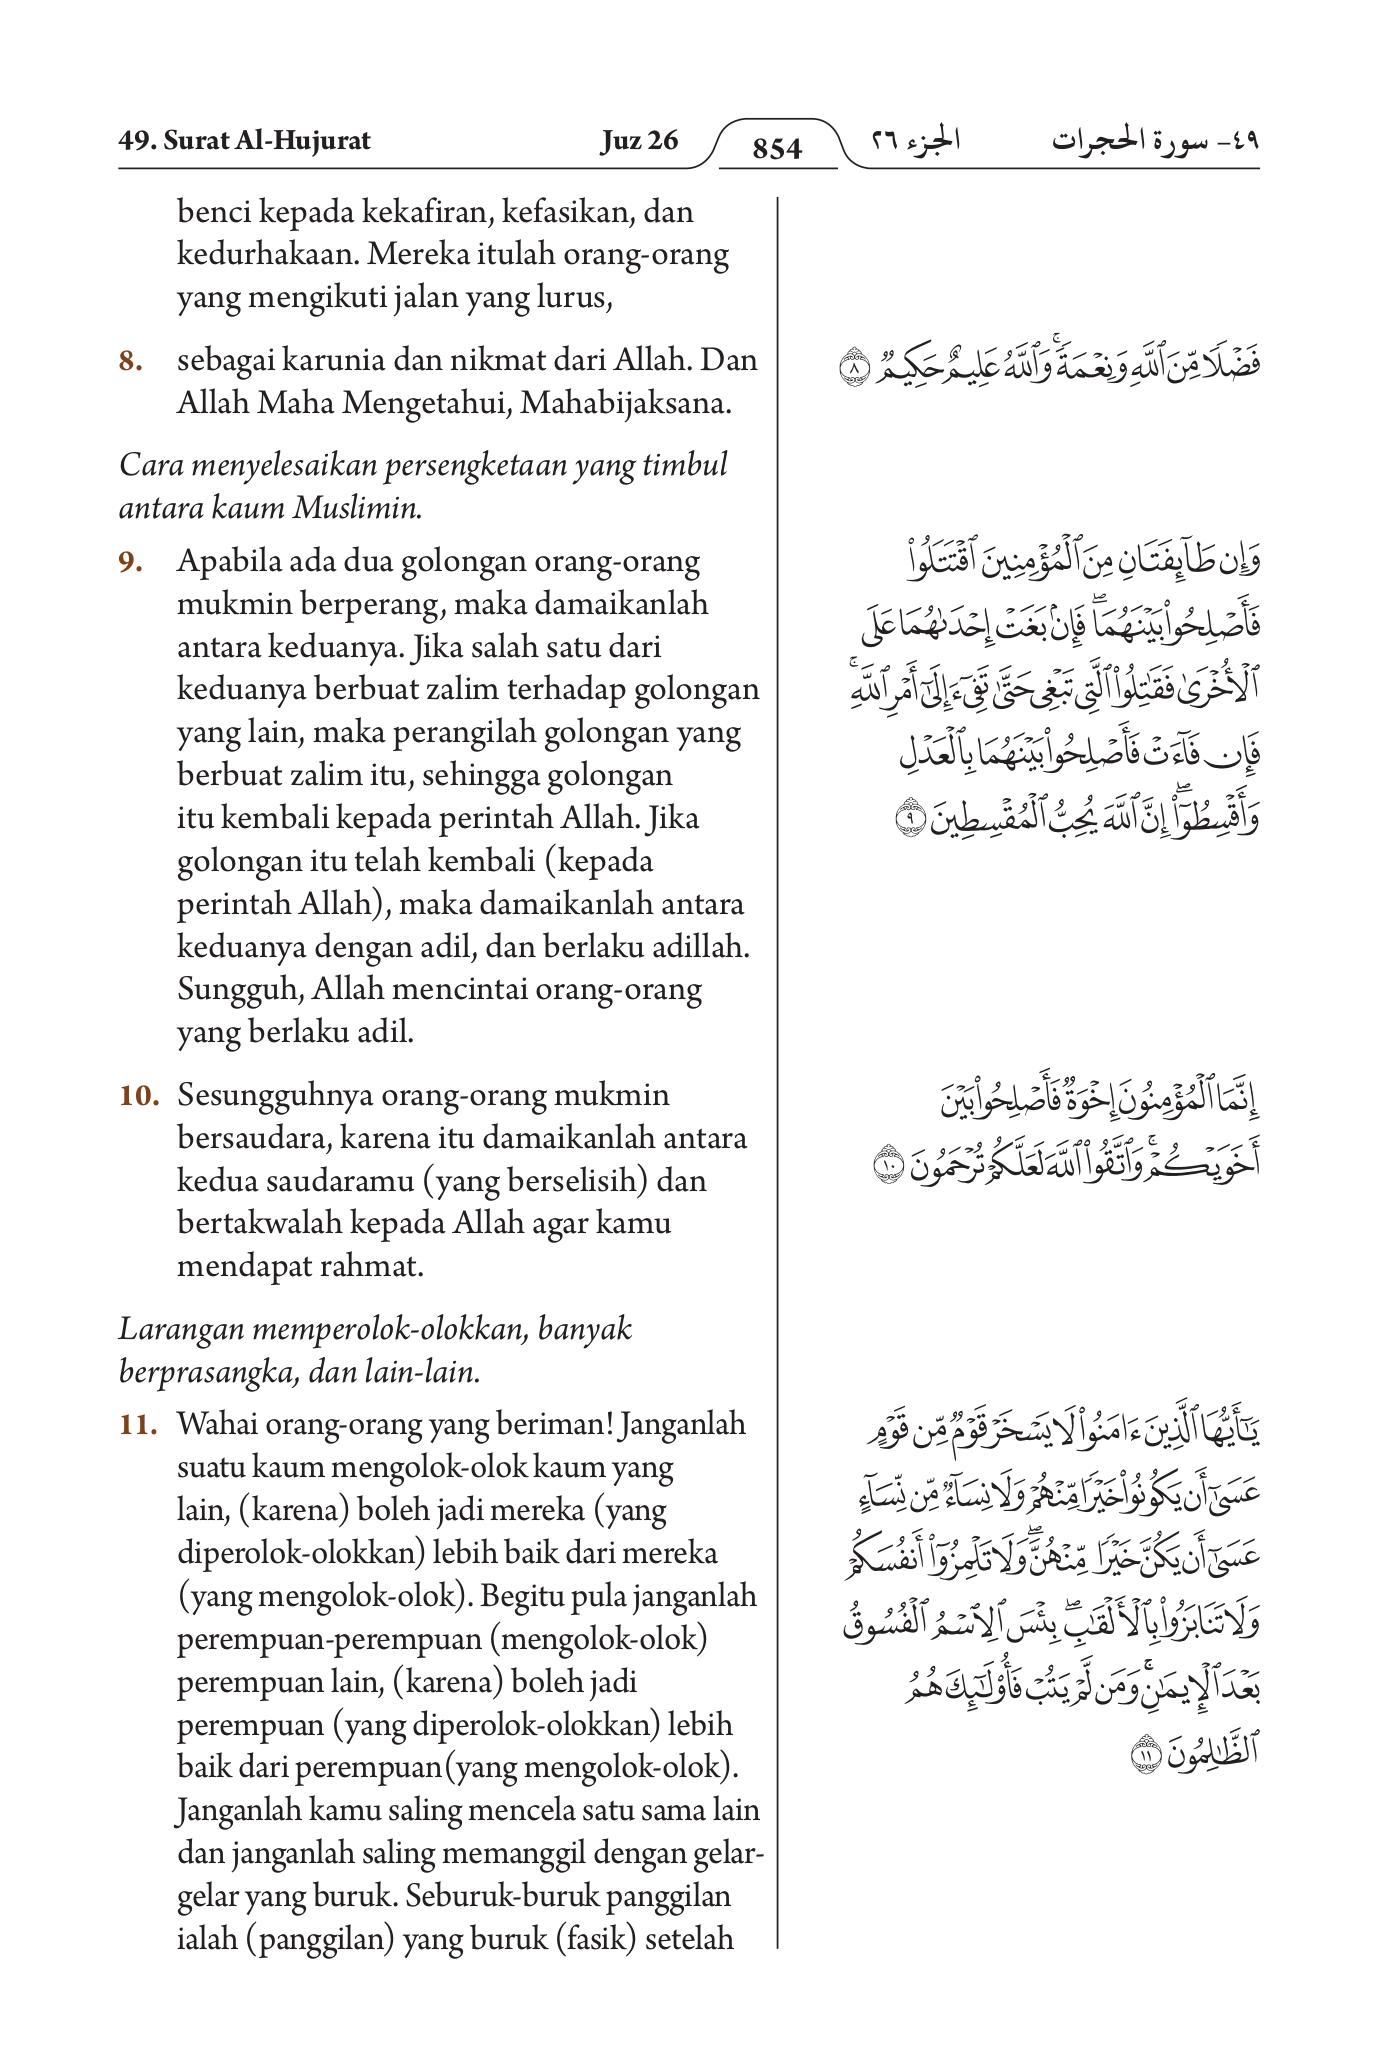 49. Surat Al-Hujurat Juz 26 854 الجزء ٢٦ ٤٩– سورة الحجرات
benci kepada kekafiran, kefasikan, dan
kedurhakaan. Mereka itulah orang-orang
yang mengikuti jalan yang lurus,
8. sebagai karunia dan nikmat dari Allah. Dan
Allah Maha Mengetahui, Mahabijaksana.
Cara menyelesaikan persengketaan yang timbul
antara kaum Muslimin.
9. Apabila ada dua golongan orang-orang
mukmin berperang, maka damaikanlah
antara keduanya. Jika salah satu dari
keduanya berbuat zalim terhadap golongan
yang lain, maka perangilah golongan yang
berbuat zalim itu, sehingga golongan
itu kembali kepada perintah Allah. Jika
golongan itu telah kembali (kepada
perintah Allah), maka damaikanlah antara
keduanya dengan adil, dan berlaku adillah.
Sungguh, Allah mencintai orang-orang
yang berlaku adil.
10. Sesungguhnya orang-orang mukmin
bersaudara, karena itu damaikanlah antara
kedua saudaramu (yang berselisih) dan
bertakwalah kepada Allah agar kamu
mendapat rahmat.
Larangan memperolok-olokkan, banyak
berprasangka, dan lain-lain.
11. Wahai orang-orang yang beriman! Janganlah
suatu kaum mengolok-olok kaum yang
lain, (karena) boleh jadi mereka (yang
diperolok-olokkan) lebih baik dari mereka
(yang mengolok-olok). Begitu pula janganlah
perempuan-perempuan (mengolok-olok)
perempuan lain, (karena) boleh jadi
perempuan (yang diperolok-olokkan) lebih
baik dari perempuan(yang mengolok-olok).
Janganlah kamu saling mencela satu sama lain
dan janganlah saling memanggil dengan gelar-
gelar yang buruk. Seburuk-buruk panggilan
ialah (panggilan) yang buruk (fasik) setelah
فَضۡلٗا مِّنَ ٱللَّهِ وَنِعۡمَةٗۚ وَٱللَّهُ عَلِيمٌ حَكِيمٞ ٨
وَإِن طَآئِفَتَانِ مِنَ ٱلۡمُؤۡمِنِينَ ٱقۡتَتَلُواْ
فَأَصۡلِحُواْ بَيۡنَهُمَاۖ فَإِنۢ بَغَتۡ إِحۡدَىٰهُمَا عَلَى
ٱلۡأُخۡرَىٰ فَقَٰتِلُواْ ٱلَّتِي تَبۡغِي حَتَّىٰ تَفِيٓءَ إِلَىٰٓ أَمۡرِ ٱللَّهِۚ
فَإِن فَآءَتۡ فَأَصۡلِحُواْ بَيۡنَهُمَا بِٱلۡعَدۡلِ
وَأَقۡسِطُوٓاْۖ إِنَّ ٱللَّهَ يُحِبُّ ٱلۡمُقۡسِطِينَ ٩
إِنَّمَا ٱلۡمُؤۡمِنُونَ إِخۡوَةٞ فَأَصۡلِحُواْ بَيۡنَ
أَخَوَيۡكُمۡۚ وَٱتَّقُواْ ٱللَّهَ لَعَلَّكُمۡ تُرۡحَمُونَ ١٠
يَٰٓأَيُّهَا ٱلَّذِينَ ءَامَنُواْ لَا يَسۡخَرۡ قَوۡمٞ مِّن قَوۡمٍ
عَسَىٰٓ أَن يَكُونُواْ خَيۡرٗا مِّنۡهُمۡ وَلَا نِسَآءٞ مِّن نِّسَآءٍ
عَسَىٰٓ أَن يَكُنَّ خَيۡرٗا مِّنۡهُنَّۖ وَلَا تَلۡمِزُوٓاْ أَنفُسَكُمۡ
وَلَا تَنَابَزُواْ بِٱلۡأَلۡقَٰبِۖ بِئۡسَ ٱلِٱسۡمُ ٱلۡفُسُوقُ
بَعۡدَ ٱلۡإِيمَٰنِۚ وَمَن لَّمۡ يَتُبۡ فَأُوْلَٰٓئِكَ هُمُ
ٱلظَّٰلِمُونَ ١١